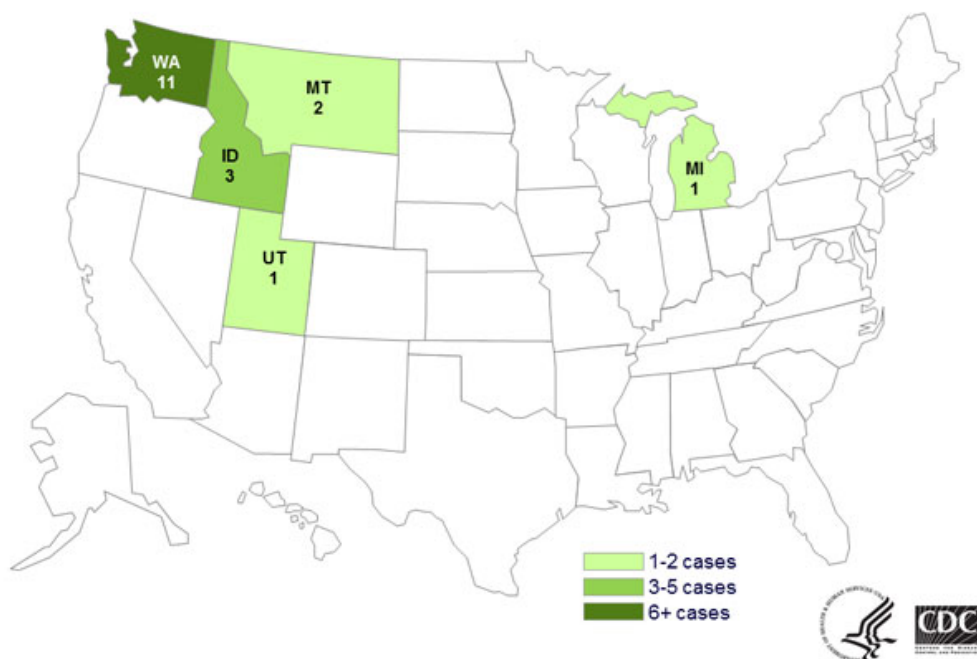 WA
11
MT
2
ID
3
MI
1
UT
1
1-2 cases
3-5 cases
6+ cases
CDC